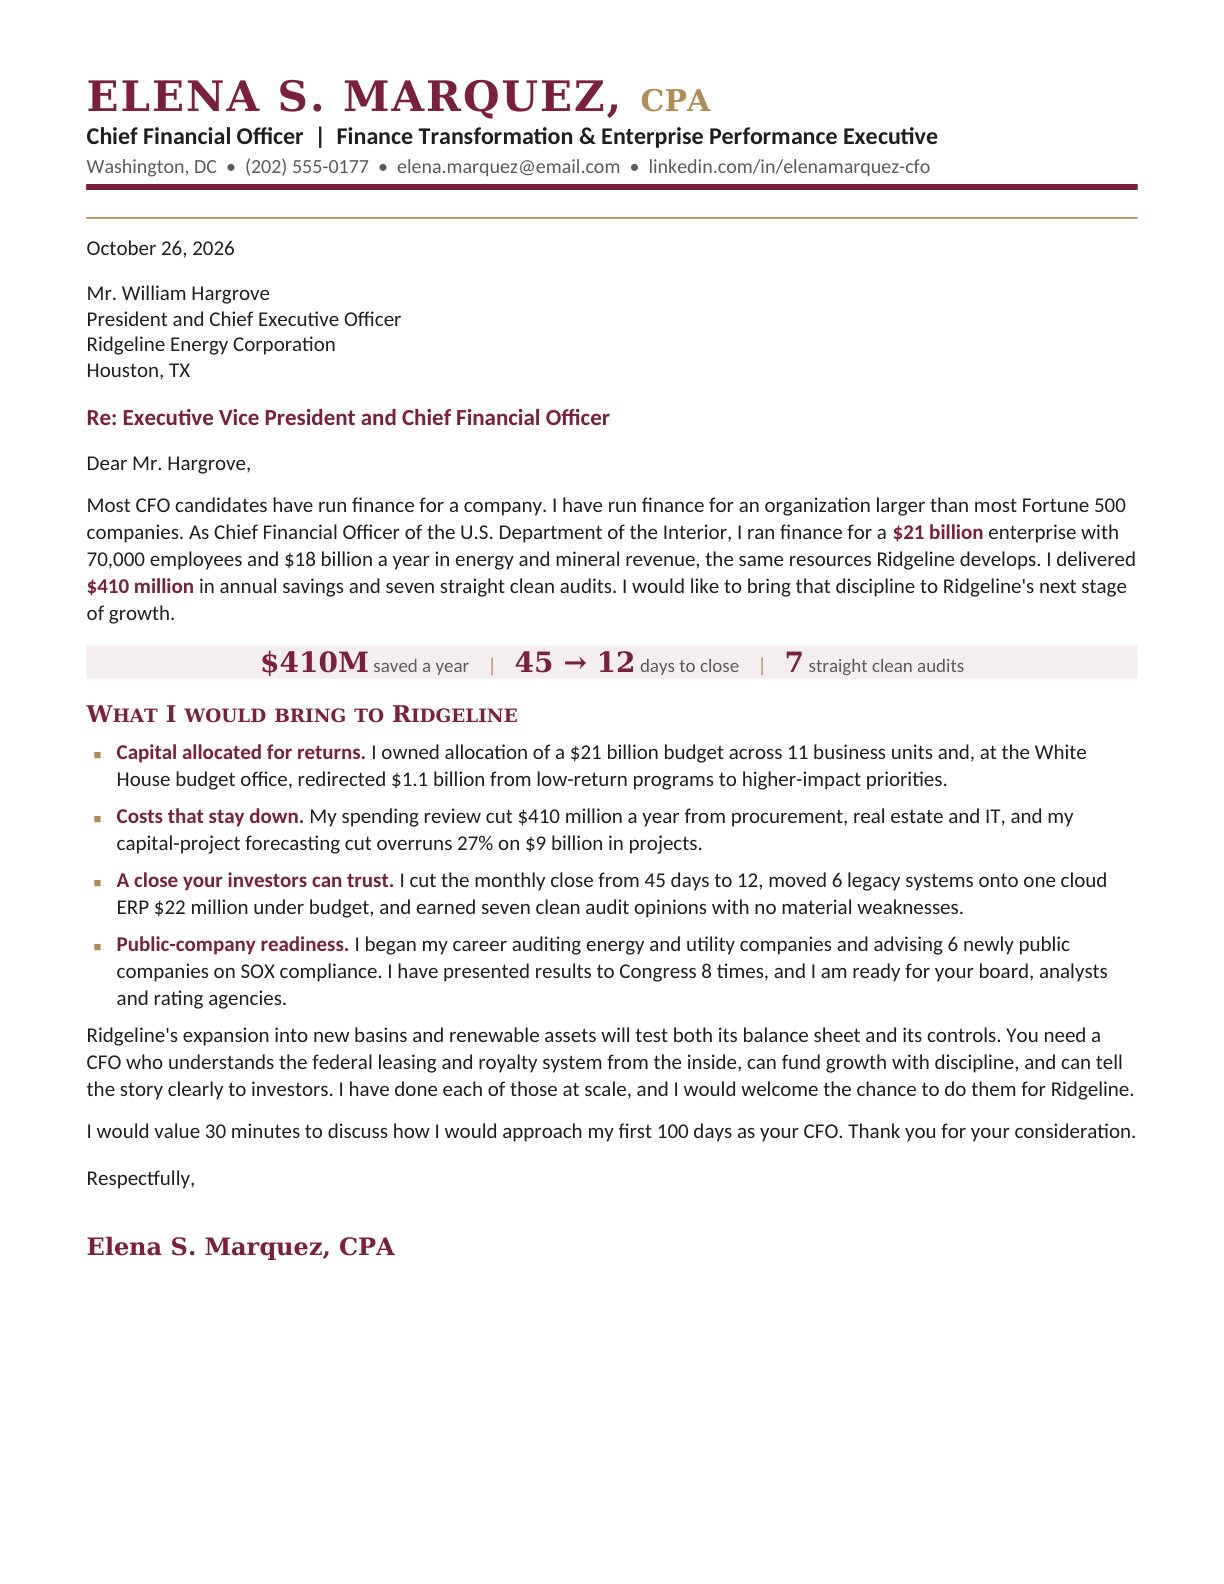 ELENA S. MARQUEZ, CPA
Chief Financial Officer | Finance Transformation & Enterprise Performance Executive
Washington, DC • (202) 555-0177 • elena.marquez@email.com • linkedin.com/in/elenamarquez-cfo
October 26, 2026
Mr. William Hargrove
President and Chief Executive Officer
Ridgeline Energy Corporation
Houston, TX
Re: Executive Vice President and Chief Financial Officer
Dear Mr. Hargrove,
Most CFO candidates have run finance for a company. I have run finance for an organization larger than most Fortune 500
companies. As Chief Financial Officer of the U.S. Department of the Interior, I ran finance for a $21 billion enterprise with
70,000 employees and $18 billion a year in energy and mineral revenue, the same resources Ridgeline develops. I delivered
$410 million in annual savings and seven straight clean audits. I would like to bring that discipline to Ridgeline's next stage
of growth.
$410M saved a year | 45 → 12 days to close | 7 straight clean audits
What I would bring to Ridgeline
▪ Capital allocated for returns. I owned allocation of a $21 billion budget across 11 business units and, at the White
House budget office, redirected $1.1 billion from low-return programs to higher-impact priorities.
▪ Costs that stay down. My spending review cut $410 million a year from procurement, real estate and IT, and my
capital-project forecasting cut overruns 27% on $9 billion in projects.
▪ A close your investors can trust. I cut the monthly close from 45 days to 12, moved 6 legacy systems onto one cloud
ERP $22 million under budget, and earned seven clean audit opinions with no material weaknesses.
▪ Public-company readiness. I began my career auditing energy and utility companies and advising 6 newly public
companies on SOX compliance. I have presented results to Congress 8 times, and I am ready for your board, analysts
and rating agencies.
Ridgeline's expansion into new basins and renewable assets will test both its balance sheet and its controls. You need a
CFO who understands the federal leasing and royalty system from the inside, can fund growth with discipline, and can tell
the story clearly to investors. I have done each of those at scale, and I would welcome the chance to do them for Ridgeline.
I would value 30 minutes to discuss how I would approach my first 100 days as your CFO. Thank you for your consideration.
Respectfully,
Elena S. Marquez, CPA